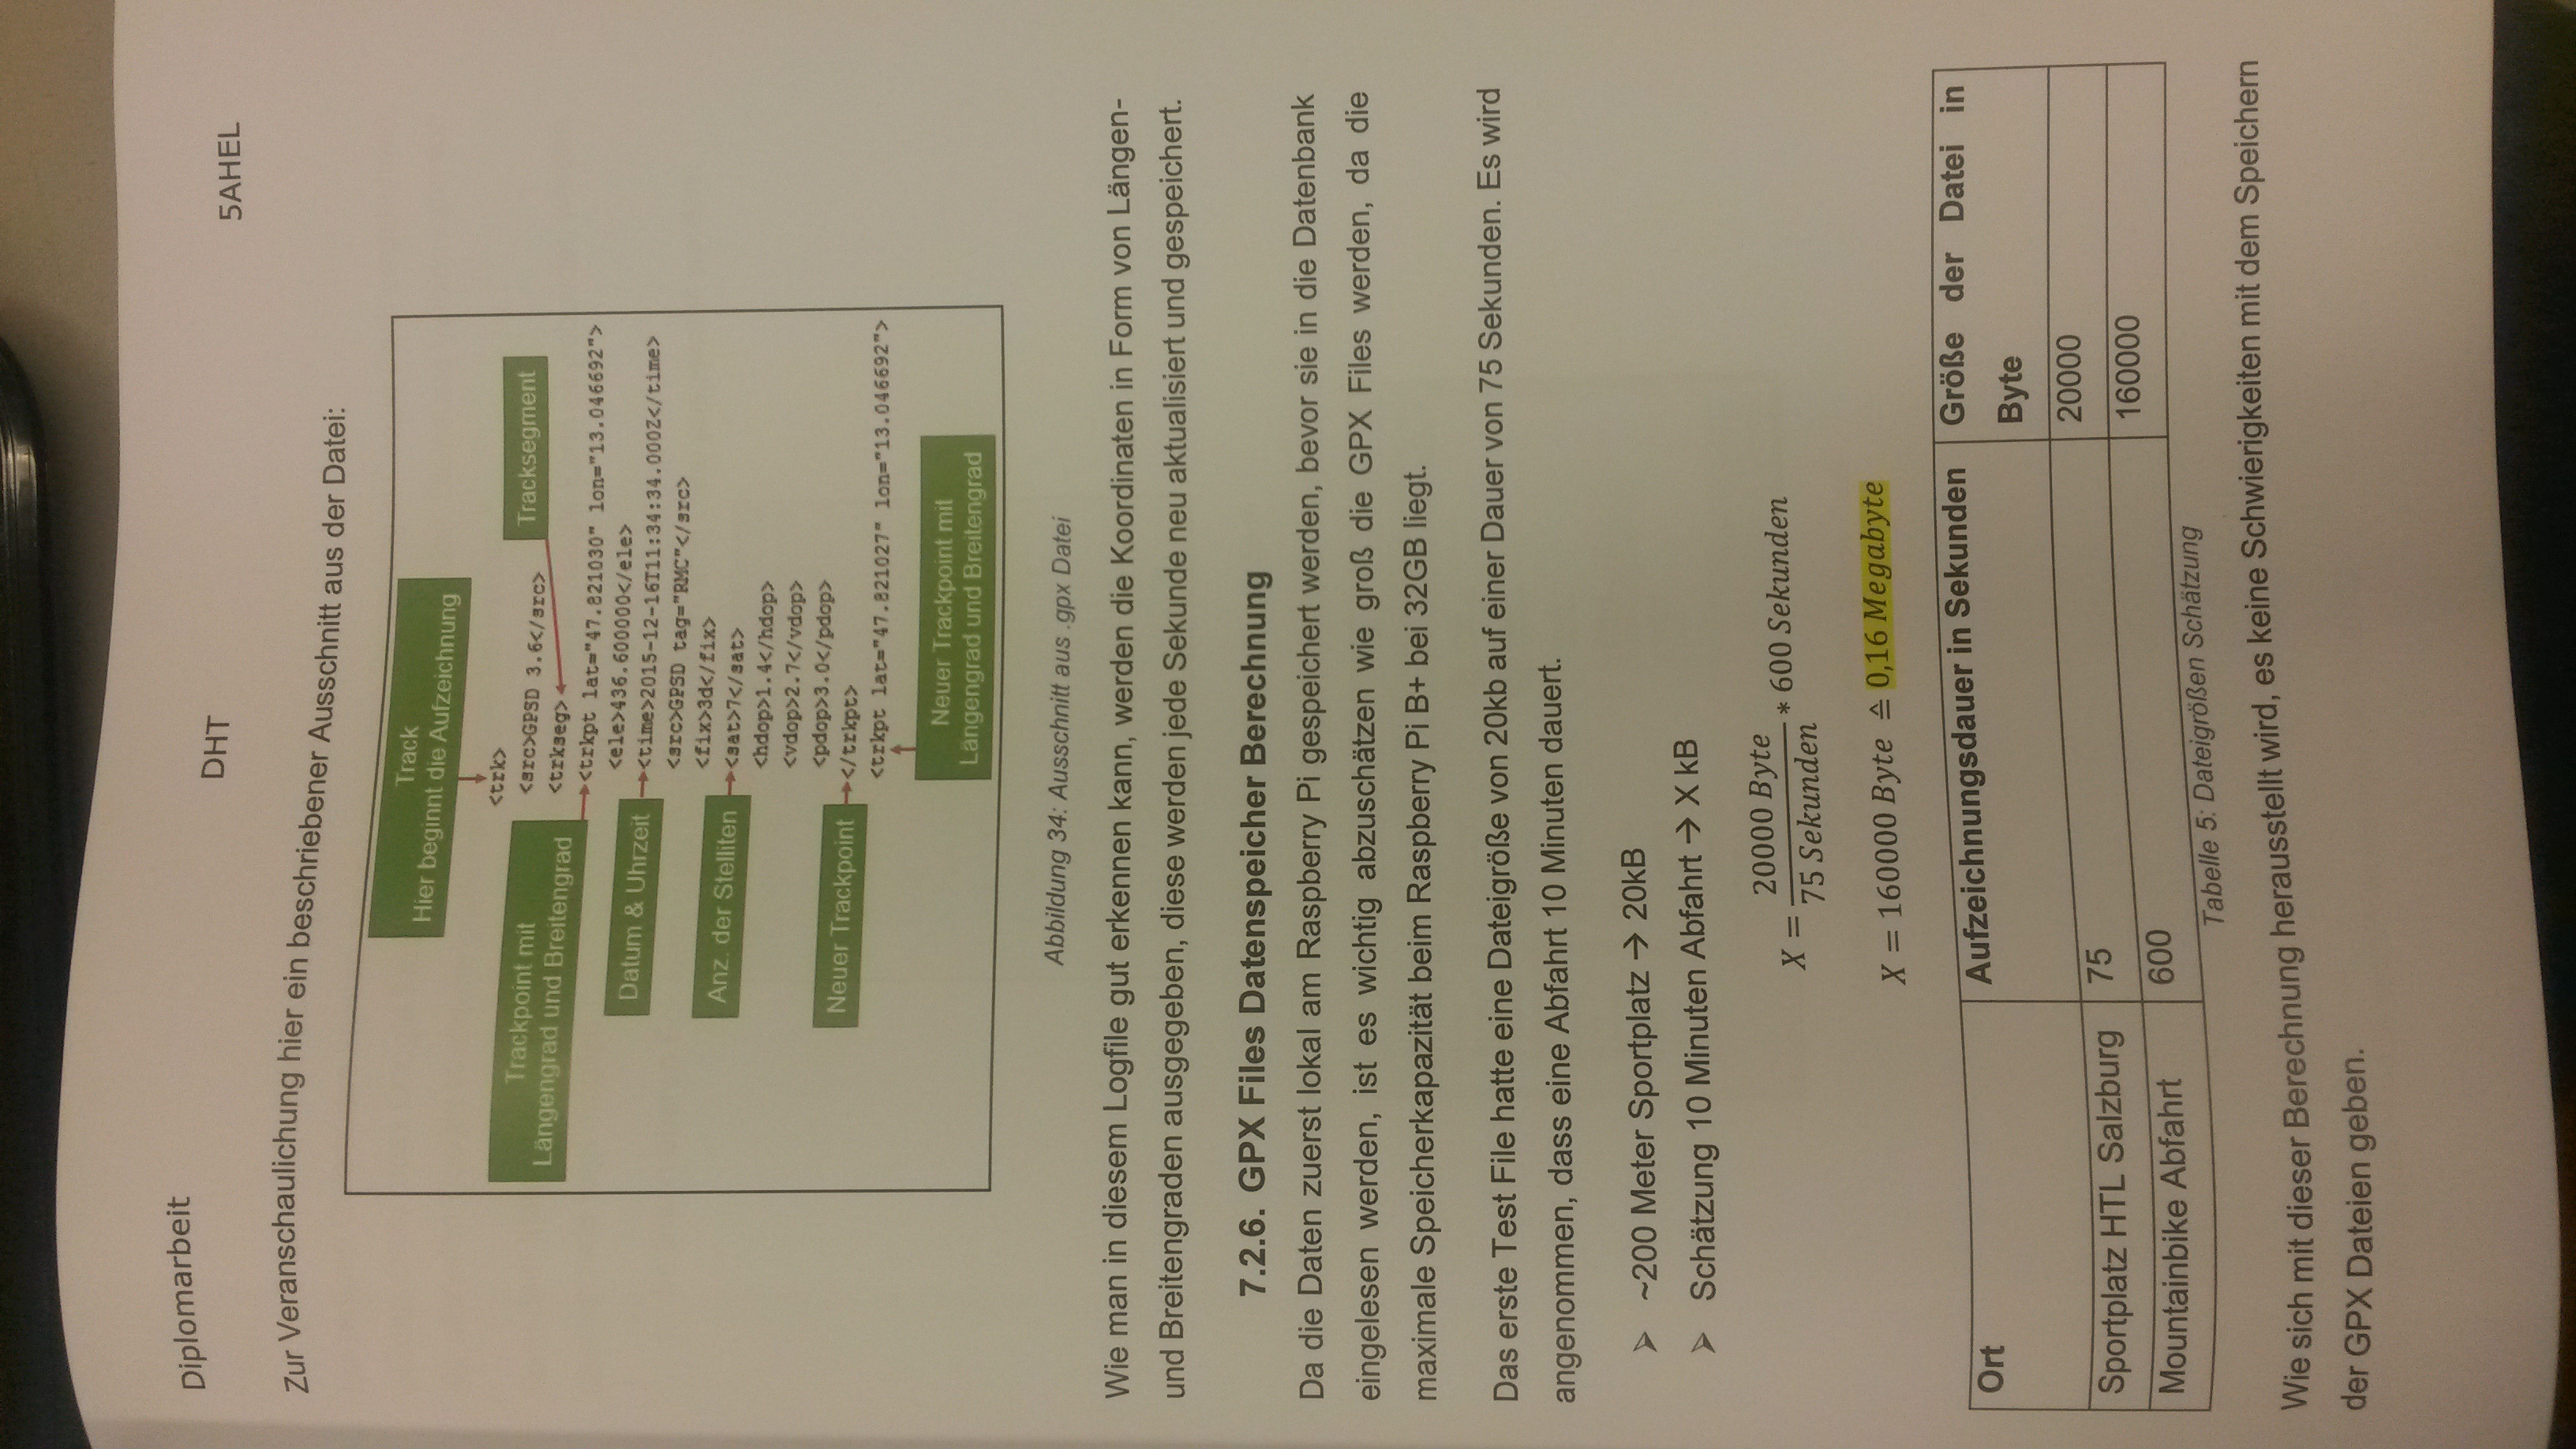 Diplomarbeit DHT 5AHEL
Zur Veranschaulichung hier ein beschriebener Ausschnitt aus der Datei:
Track
Hier beginnt die Aufzeichnung
<trk>
<src>GPSD 3.6</src>
Tracksegment
<trkseg>
Trackpoint mit
Längengrad und Breitengrad
<trkpt lat="47.821030" lon="13.046692">
<ele>436.600000</ele>
Datum & Uhrzeit
<time>2015-12-16T11:34:34.000Z</time>
<src>GPSD tag="RMC"</src>
<fix>3d</fix>
Anz. der Stelliten
<sat>7</sat>
<hdop>1.4</hdop>
<vdop>2.7</vdop>
<pdop>3.0</pdop>
Neuer Trackpoint
</trkpt>
<trkpt lat="47.821027" lon="13.046692">
Neuer Trackpoint mit
Längengrad und Breitengrad
Abbildung 34: Ausschnitt aus .gpx Datei
Wie man in diesem Logfile gut erkennen kann, werden die Koordinaten in Form von Längen-
und Breitengraden ausgegeben, diese werden jede Sekunde neu aktualisiert und gespeichert.
7.2.6. GPX Files Datenspeicher Berechnung
Da die Daten zuerst lokal am Raspberry Pi gespeichert werden, bevor sie in die Datenbank
eingelesen werden, ist es wichtig abzuschätzen wie groß die GPX Files werden, da die
maximale Speicherkapazität beim Raspberry Pi B+ bei 32GB liegt.
Das erste Test File hatte eine Dateigröße von 20kb auf einer Dauer von 75 Sekunden. Es wird
angenommen, dass eine Abfahrt 10 Minuten dauert.
➢ ~200 Meter Sportplatz → 20kB
➢ Schätzung 10 Minuten Abfahrt → X kB
X = 20000 Byte / 75 Sekunden * 600 Sekunden
X = 160000 Byte ≙ 0,16 Megabyte
Ort Aufzeichnungsdauer in Sekunden Größe der Datei in
Byte
Sportplatz HTL Salzburg 75 20000
Mountainbike Abfahrt 600 160000
Tabelle 5: Dateigrößen Schätzung
Wie sich mit dieser Berechnung herausstellt wird, es keine Schwierigkeiten mit dem Speichern
der GPX Dateien geben.